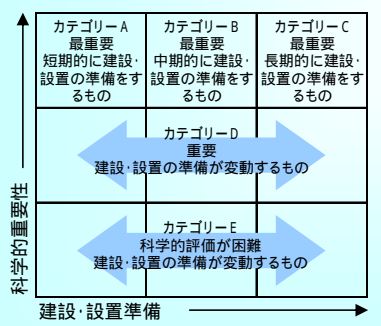 カテゴリーA
最重要
短期的に建設・
設置の準備をす
るもの
カテゴリーB
最重要
中期的に建設・
設置の準備をす
るもの
カテゴリーC
最重要
長期的に建設・
設置の準備をす
るもの
カテゴリーD
重要
建設・設置の準備が変動するもの
カテゴリーE
科学的評価が困難
建設・設置の準備が変動するもの
科学的重要性
建設・設置準備